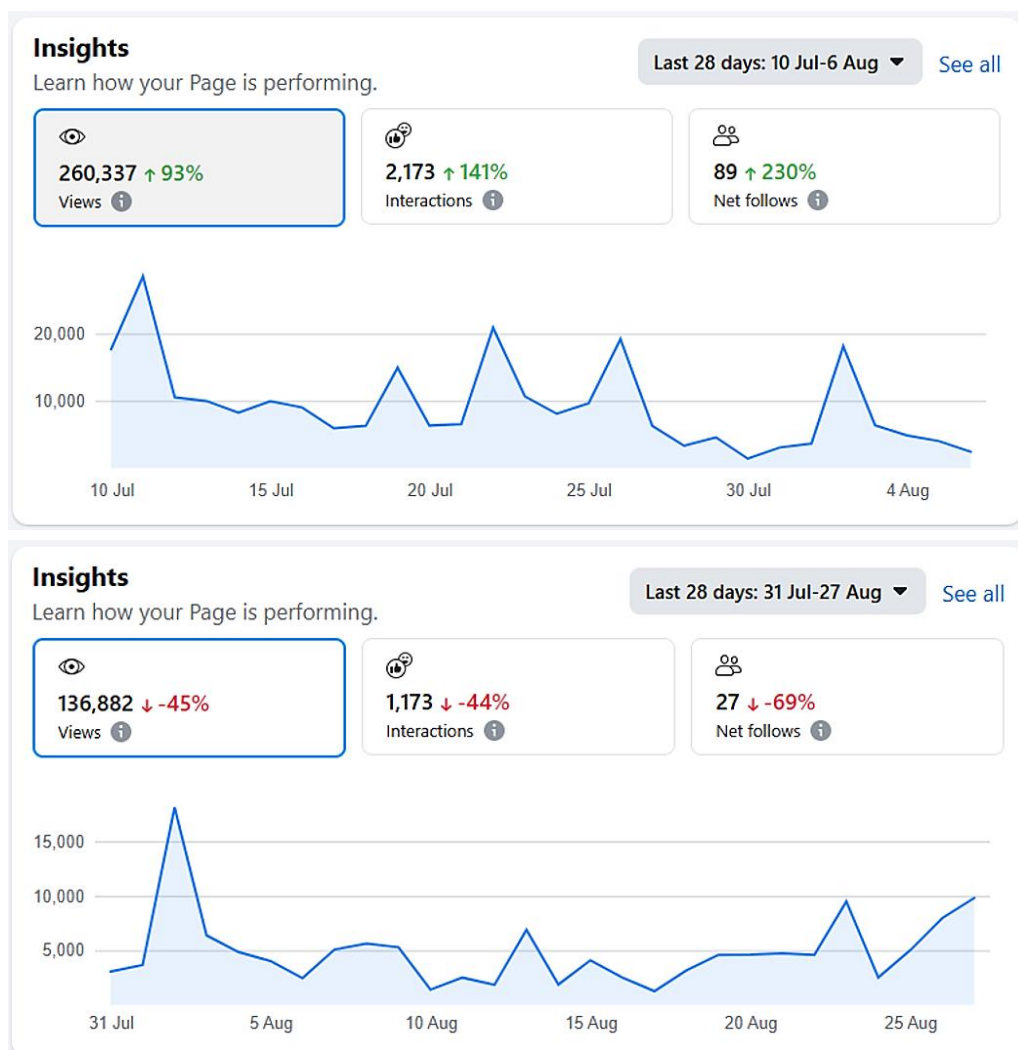 Insights
Learn how your Page is performing.
Last 28 days: 10 Jul-6 Aug
See all
260,337 ↑ 93%
Views
2,173 ↑ 141%
Interactions
89 ↑ 230%
Net follows
20,000
10,000
10 Jul 15 Jul 20 Jul 25 Jul 30 Jul 4 Aug
Insights
Learn how your Page is performing.
Last 28 days: 31 Jul-27 Aug
See all
136,882 ↓ -45%
Views
1,173 ↓ -44%
Interactions
27 ↓ -69%
Net follows
15,000
10,000
5,000
31 Jul 5 Aug 10 Aug 15 Aug 20 Aug 25 Aug